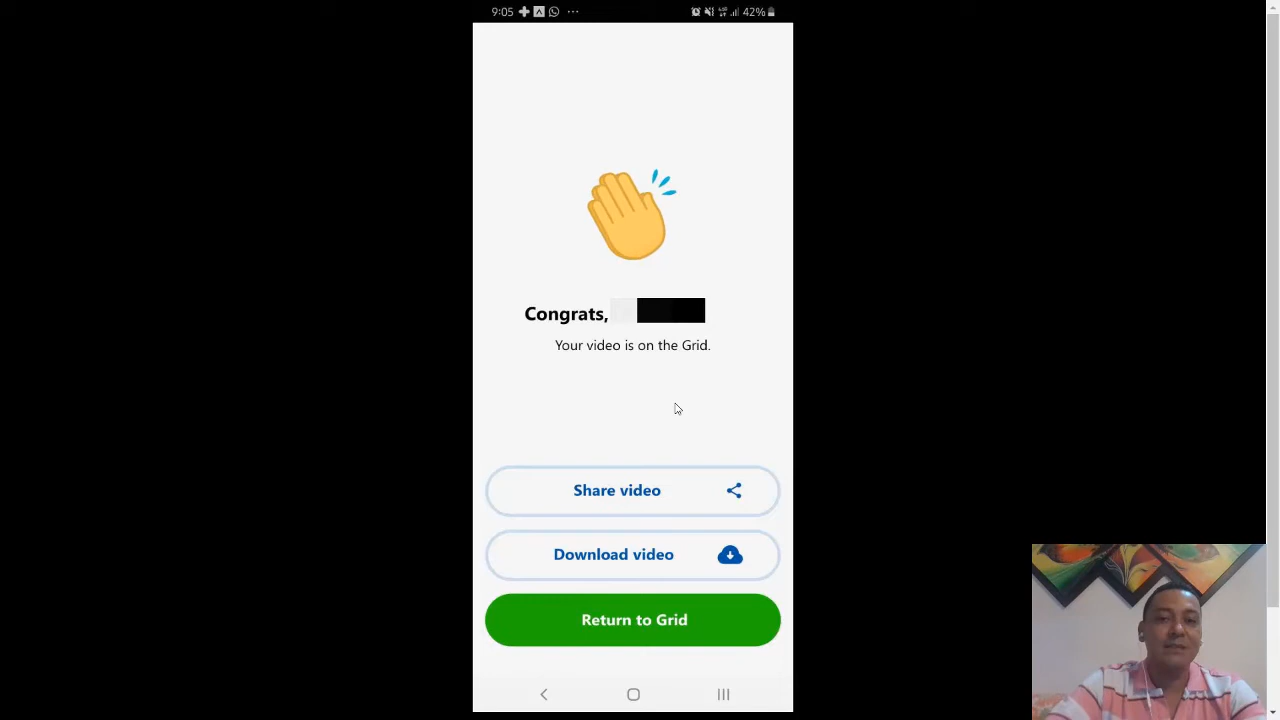 9:05 ... 42%
Congrats,
Your video is on the Grid.
Share video
Download video
Return to Grid